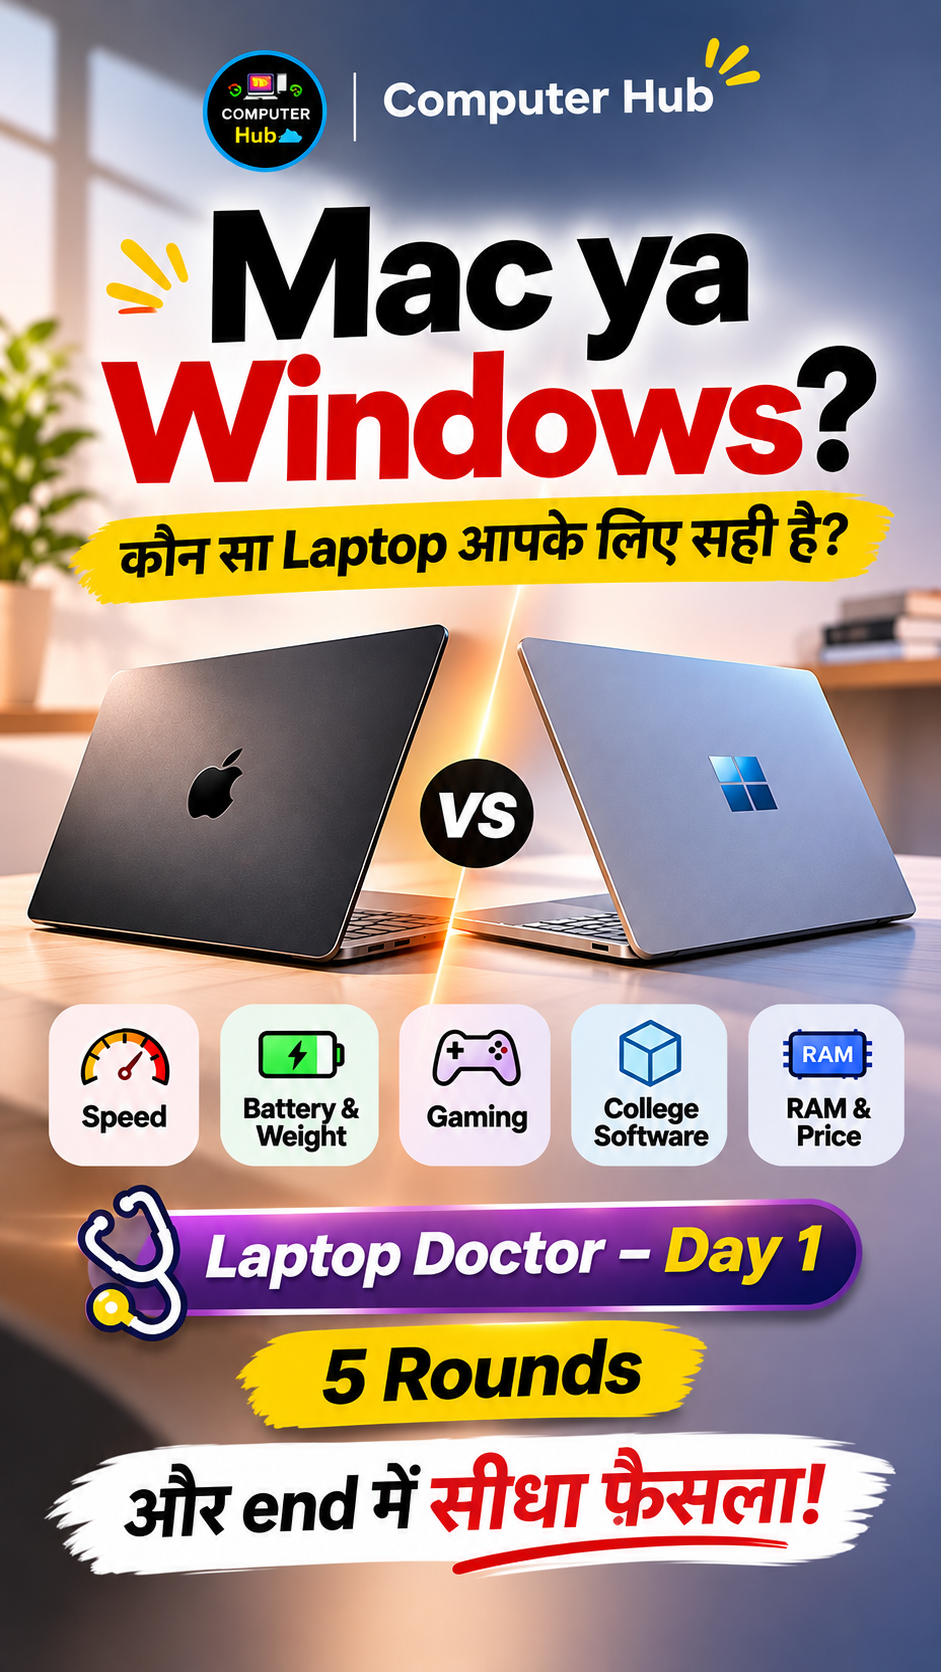 COMPUTER
Hub
Computer Hub
Mac ya
Windows?
कौन सा Laptop आपके लिए सही है?
VS
Speed
Battery &
Weight
Gaming
College
Software
RAM
RAM &
Price
Laptop Doctor – Day 1
5 Rounds
और end में सीधा फ़ैसला!